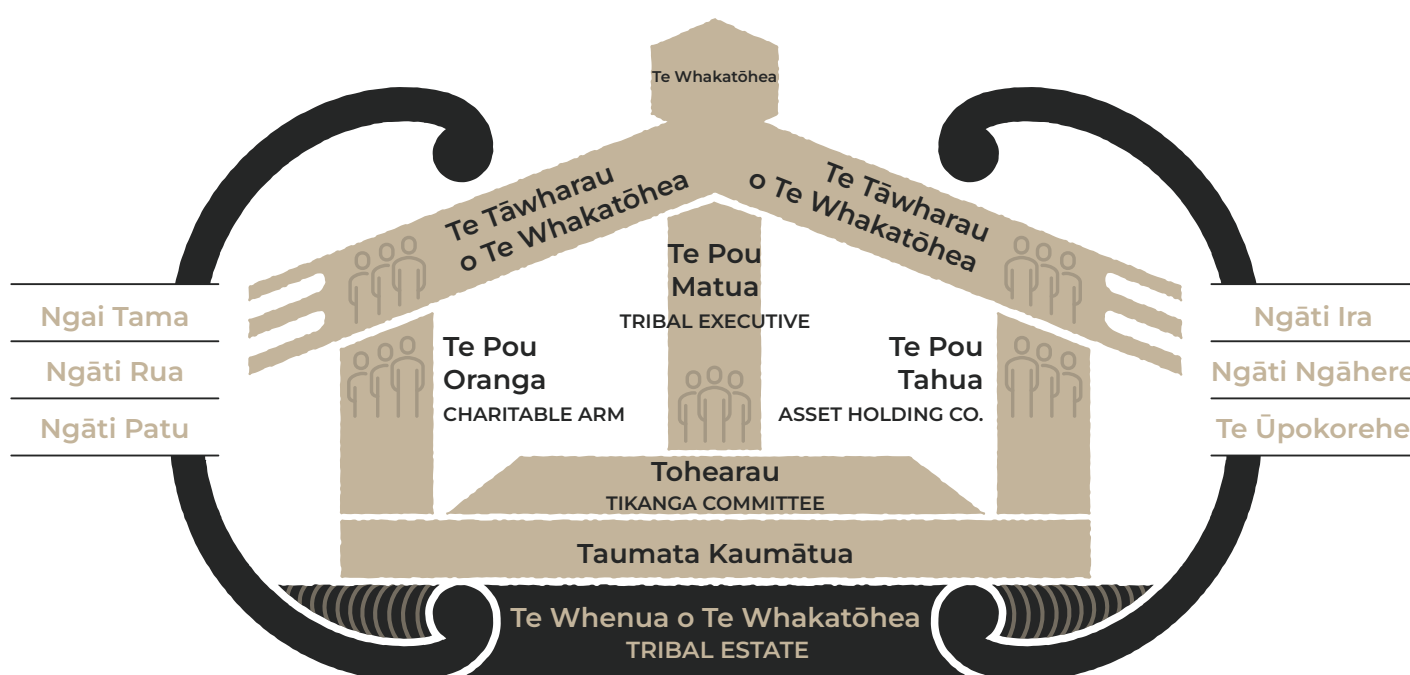 Te Whakatōhea
Te Tāwharau
o Te Whakatōhea
Te Tāwharau
o Te Whakatōhea
Te Pou
Matua
TRIBAL EXECUTIVE
Ngai Tama
Ngāti Rua
Ngāti Patu
Te Pou
Oranga
CHARITABLE ARM
Te Pou
Tahua
ASSET HOLDING CO.
Ngāti Ira
Ngāti Ngāhere
Te Ūpokorehe
Tohearau
TIKANGA COMMITTEE
Taumata Kaumātua
Te Whenua o Te Whakatōhea
TRIBAL ESTATE